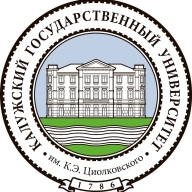 КАЛУЖСКИЙ ГОСУДАРСТВЕННЫЙ УНИВЕРСИТЕТ
им. К.Э. Циолковского
1786